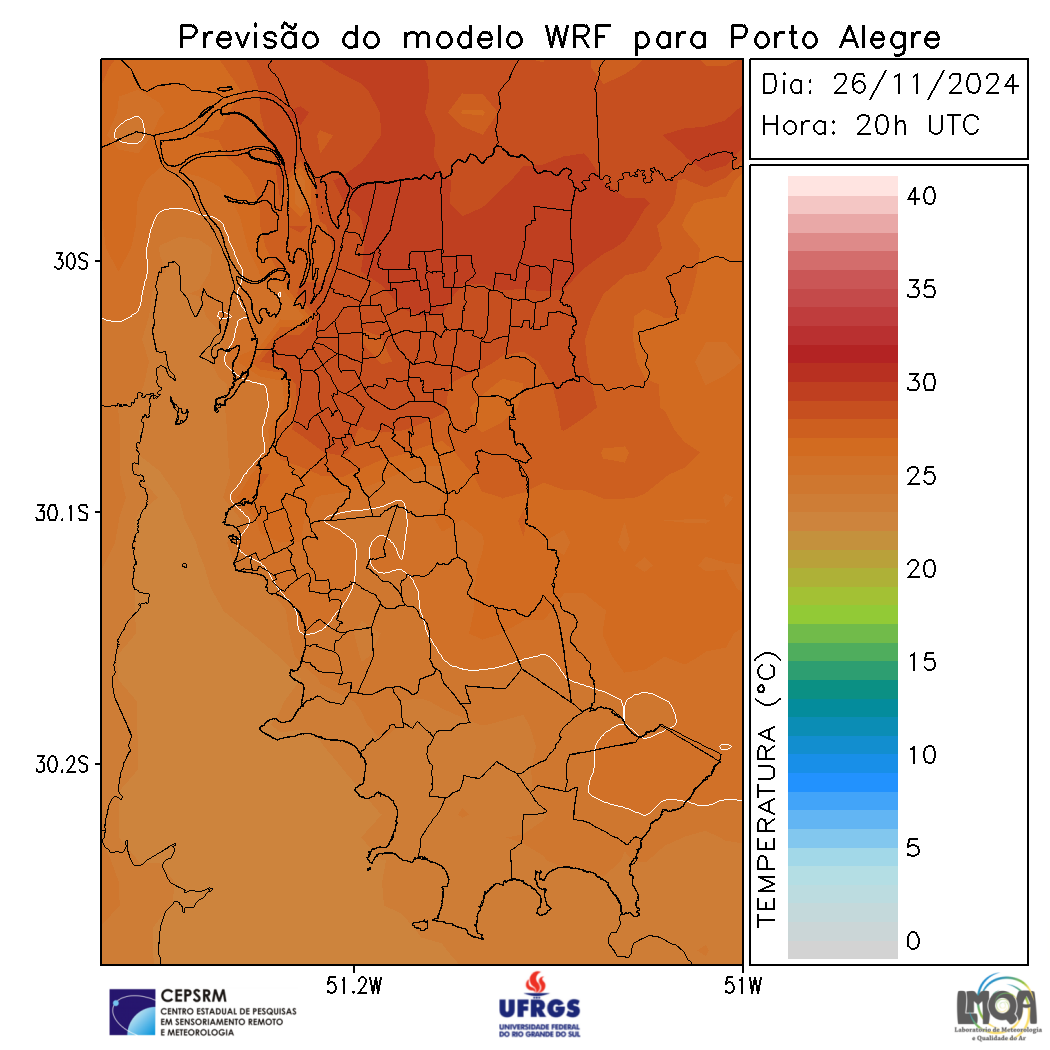 Previsão do modelo WRF para Porto Alegre
Dia: 26/11/2024
Hora: 20h UTC
30S
30.1S
30.2S
51.2W
51W
TEMPERATURA (°C)
40
35
30
25
20
15
10
5
0
CEPSRM
CENTRO ESTADUAL DE PESQUISAS
EM SENSORIAMENTO REMOTO
E METEOROLOGIA
UFRGS
UNIVERSIDADE FEDERAL
DO RIO GRANDE DO SUL
LMQA
Laboratório de Meteorologia
e Qualidade do Ar